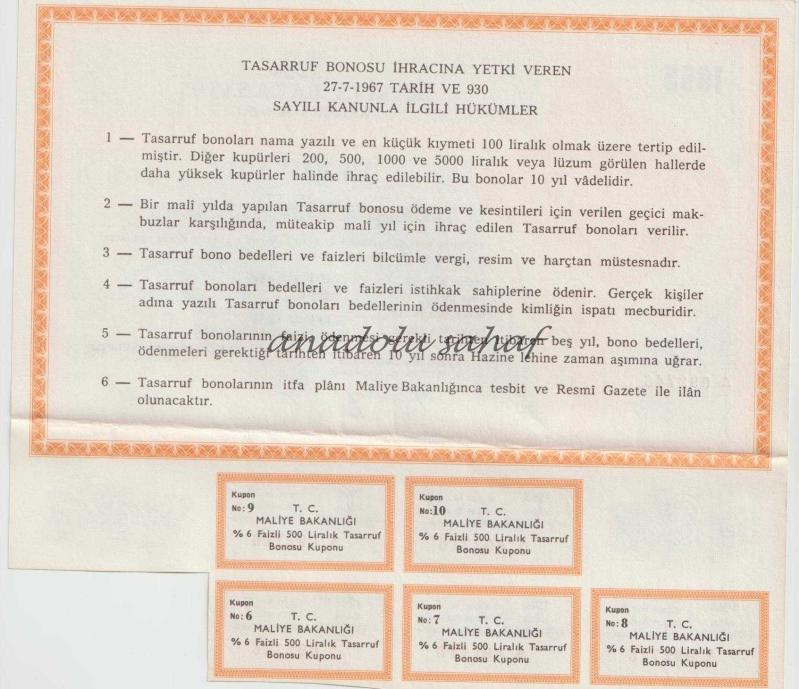 TASARRUF BONOSU İHRACINA YETKİ VEREN
27-7-1967 TARİH VE 930
SAYILI KANUNLA İLGİLİ HÜKÜMLER
1 — Tasarruf bonoları nama yazılı ve en küçük kıymeti 100 liralık olmak üzere tertip edil-
miştir. Diğer kupürleri 200, 500, 1000 ve 5000 liralık veya lüzum görülen hallerde
daha yüksek kupürler halinde ihraç edilebilir. Bu bonolar 10 yıl vâdelidir.
2 — Bir malî yılda yapılan Tasarruf bonosu ödeme ve kesintileri için verilen geçici mak-
buzlar karşılığında, müteakip malî yıl için ihraç edilen Tasarruf bonoları verilir.
3 — Tasarruf bono bedelleri ve faizleri bilcümle vergi, resim ve harçtan müstesnadır.
4 — Tasarruf bonoları bedelleri ve faizleri istihkak sahiplerine ödenir. Gerçek kişiler
adına yazılı Tasarruf bonoları bedellerinin ödenmesinde kimliğin ispatı mecburidir.
5 — Tasarruf bonolarının faizle ödenmesi gerekli tarihten itibaren beş yıl, bono bedelleri,
ödenmeleri gerektiği tarihten itibaren 10 yıl sonra Hazine lehine zaman aşımına uğrar.
anadolu sahaf
6 — Tasarruf bonolarının itfa plânı Maliye Bakanlığınca tesbit ve Resmî Gazete ile ilân
olunacaktır.
Kupon
No: 9 T. C.
MALİYE BAKANLIĞI
% 6 Faizli 500 Liralık Tasarruf
Bonosu Kuponu
Kupon
No: 10 T. C.
MALİYE BAKANLIĞI
% 6 Faizli 500 Liralık Tasarruf
Bonosu Kuponu
Kupon
No: 6 T. C.
MALİYE BAKANLIĞI
% 6 Faizli 500 Liralık Tasarruf
Bonosu Kuponu
Kupon
No: 7 T. C.
MALİYE BAKANLIĞI
% 6 Faizli 500 Liralık Tasarruf
Bonosu Kuponu
Kupon
No: 8 T. C.
MALİYE BAKANLIĞI
% 6 Faizli 500 Liralık Tasarruf
Bonosu Kuponu